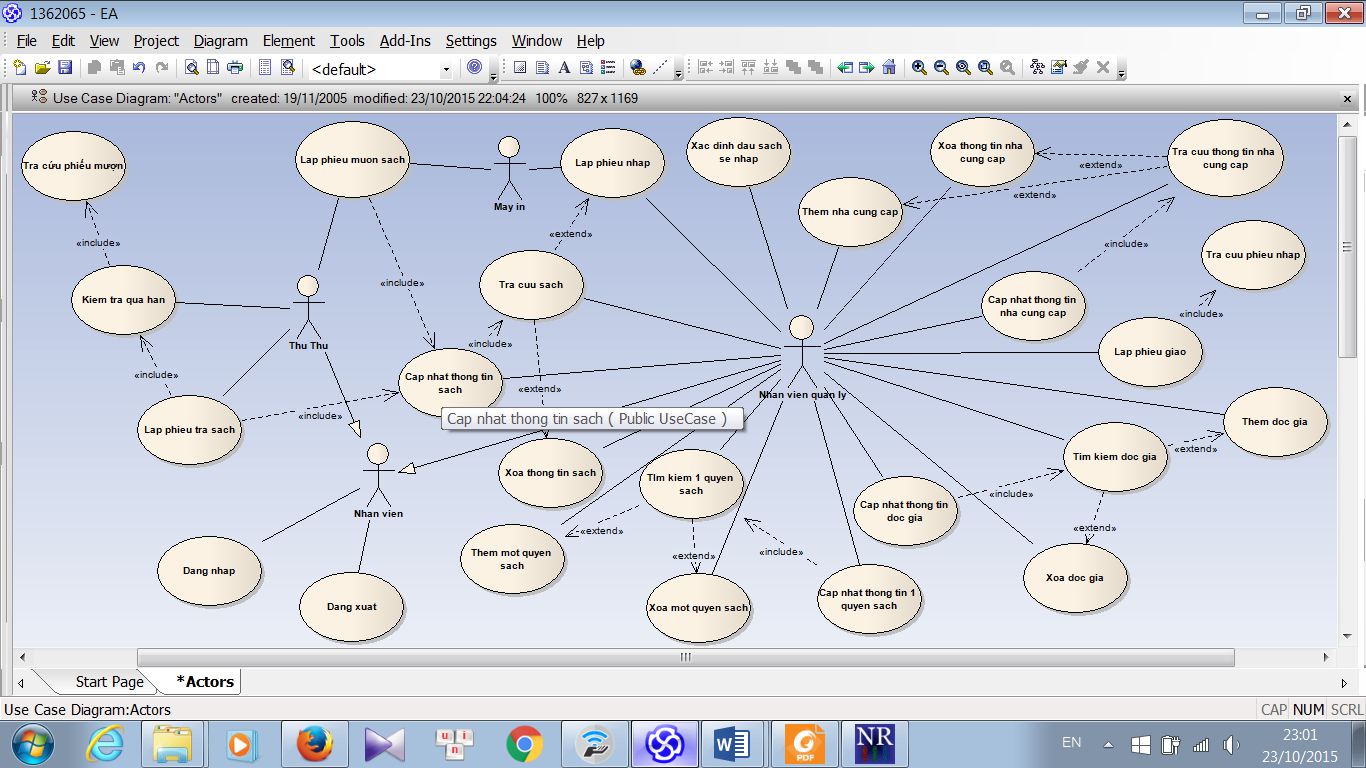 1362065 - EA
File Edit View Project Diagram Element Tools Add-Ins Settings Window Help
<default>
Use Case Diagram: "Actors" created: 19/11/2005 modified: 23/10/2015 22:04:24 100% 827 x 1169
Tra cứu phiếu mượn
Lap phieu muon sach
May in
Lap phieu nhap
Xac dinh dau sach
se nhap
Xoa thong tin nha
cung cap
Tra cuu thong tin nha
cung cap
«extend»
«extend»
Them nha cung cap
«include»
«extend»
«include»
Tra cuu phieu nhap
Kiem tra qua han
Thu Thu
«include»
Tra cuu sach
Cap nhat thong tin
nha cung cap
«include»
«include»
Nhan vien quan ly
Lap phieu giao
«include»
Cap nhat thong tin
sach
«extend»
Cap nhat thong tin sach ( Public UseCase )
Lap phieu tra sach
«include»
Them doc gia
Nhan vien
Xoa thong tin sach
TIm kiem 1 quyen
sach
Tim kiem doc gia
«extend»
Cap nhat thong tin
doc gia
«include»
«extend»
«extend»
Dang nhap
Dang xuat
Them mot quyen
sach
«extend»
«include»
Xoa mot quyen sach
Cap nhat thong tin 1
quyen sach
Xoa doc gia
Start Page *Actors
Use Case Diagram:Actors
CAP NUM SCRL
u i n
W
PDF
NR
EN
23:01
23/10/2015